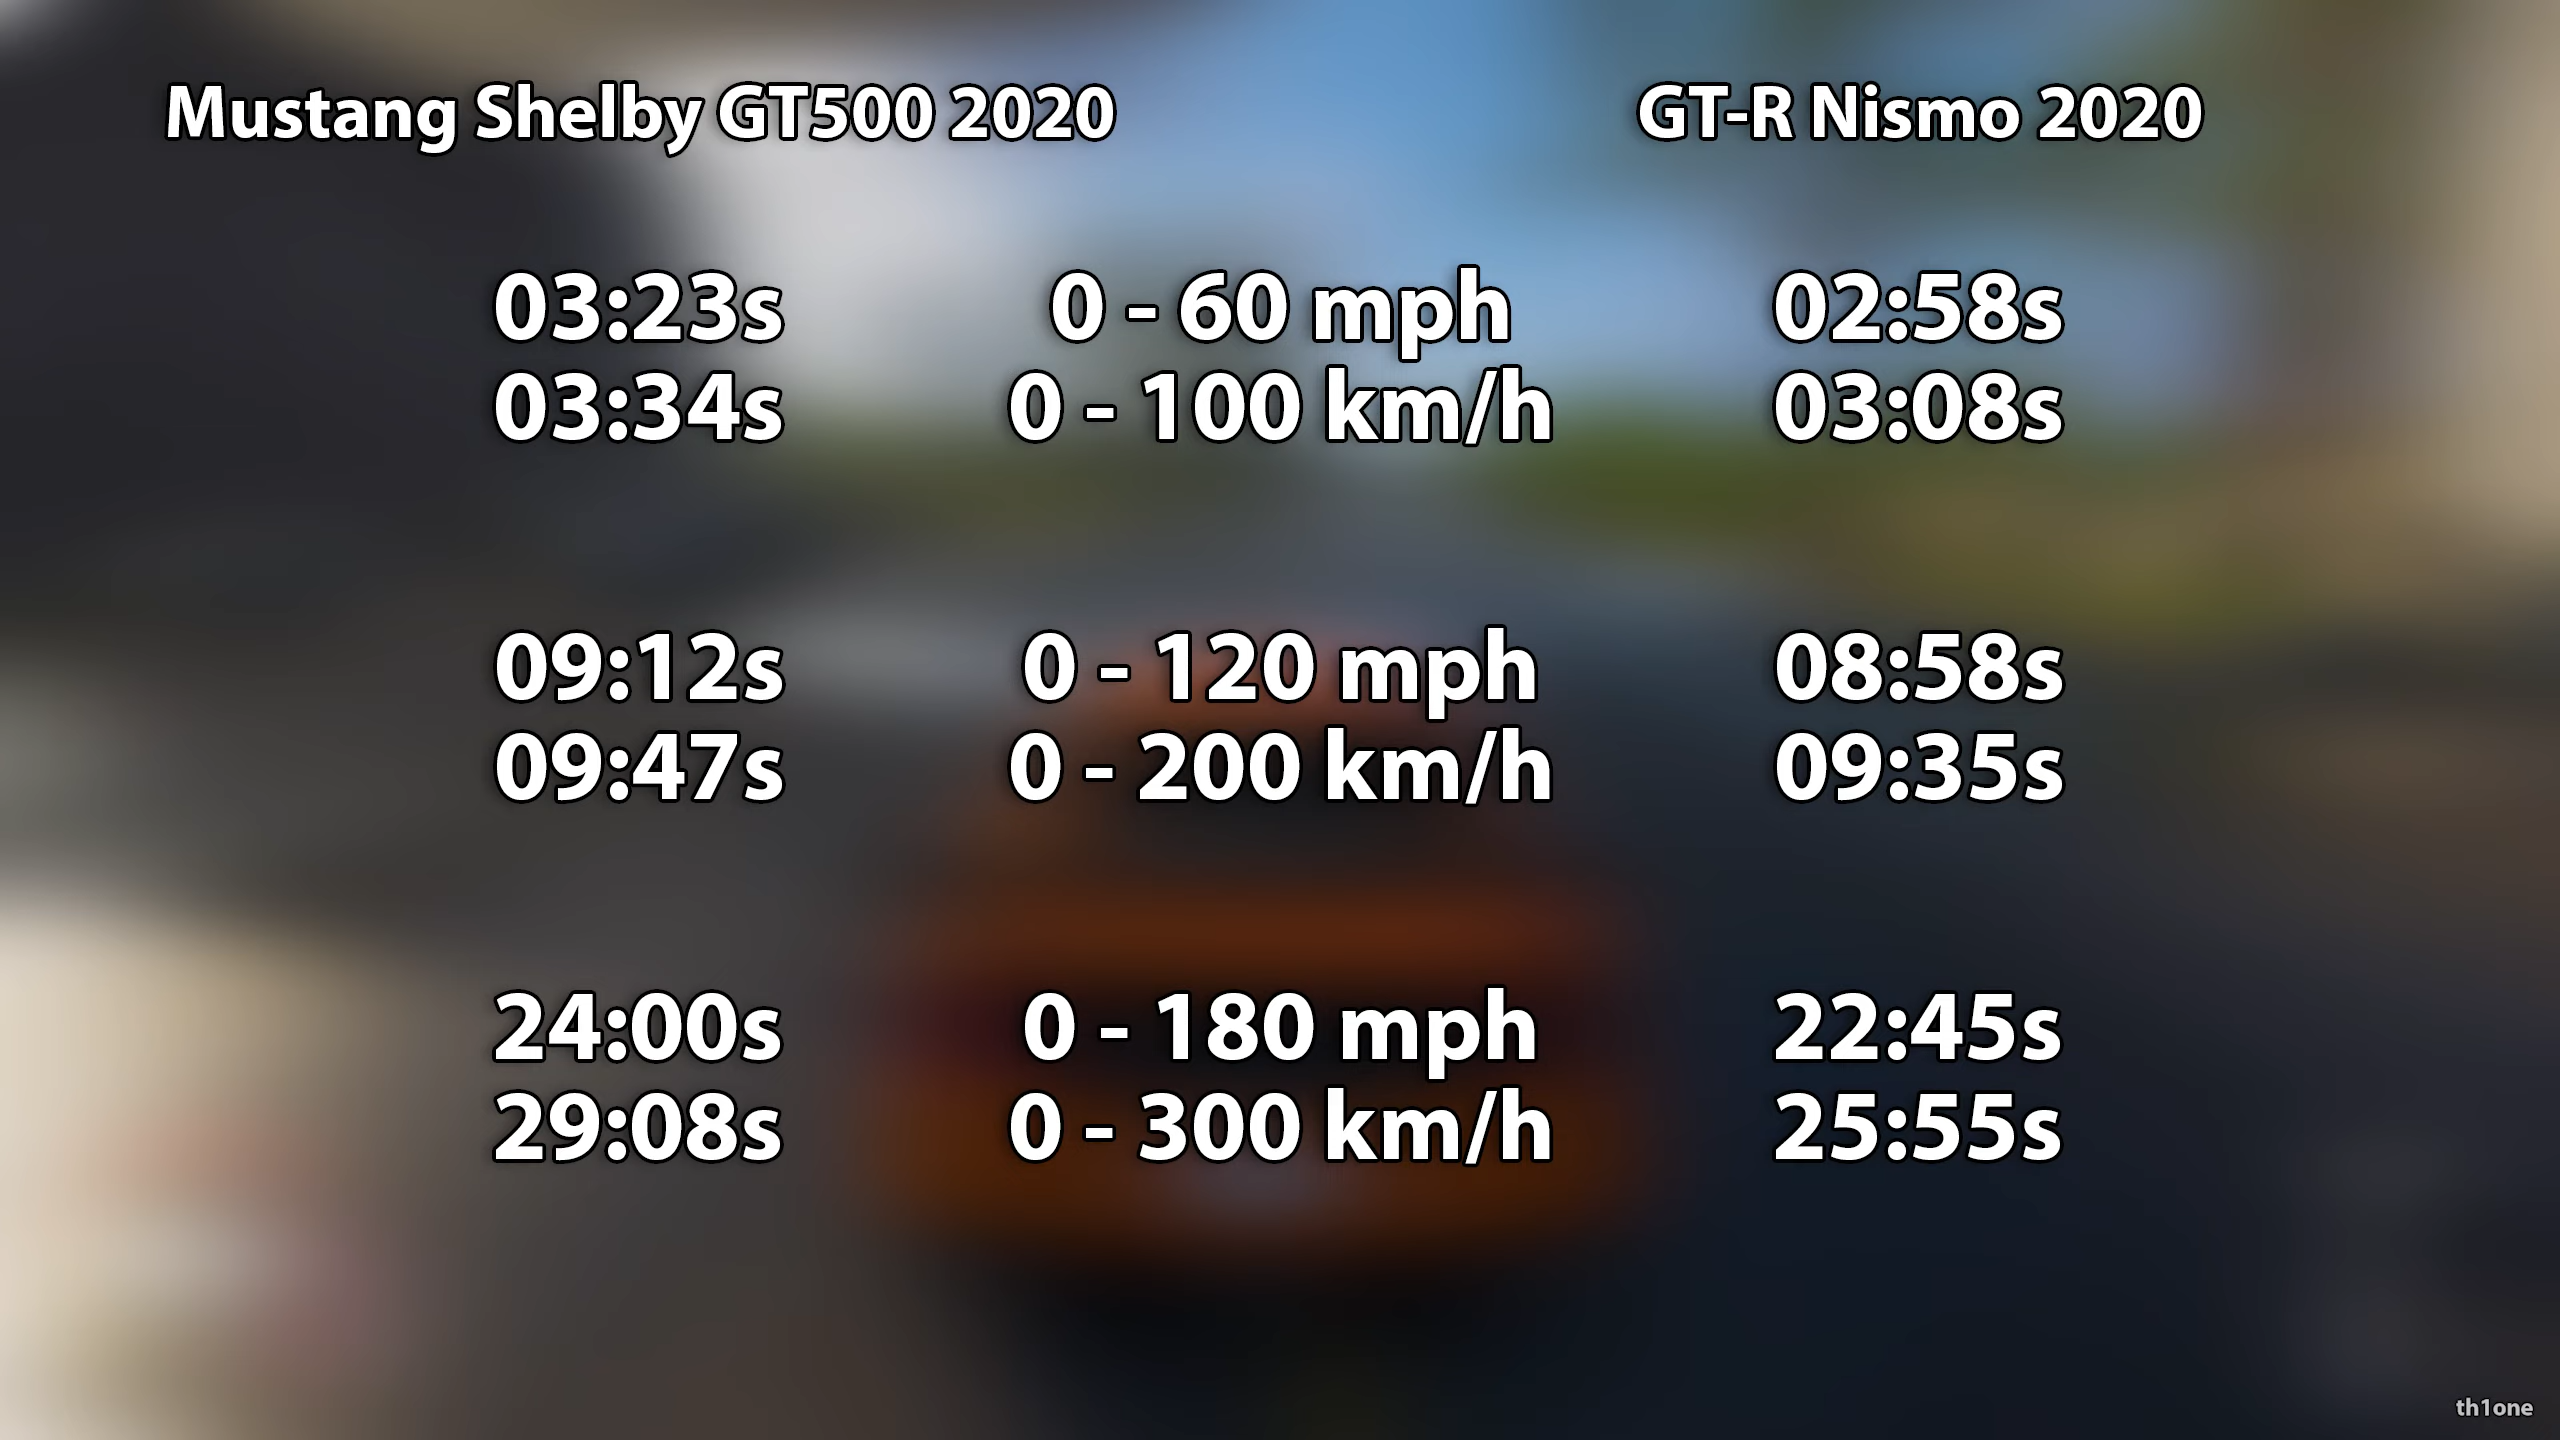 Mustang Shelby GT500 2020 GT-R Nismo 2020
03:23s 0 - 60 mph 02:58s
03:34s 0 - 100 km/h 03:08s
09:12s 0 - 120 mph 08:58s
09:47s 0 - 200 km/h 09:35s
24:00s 0 - 180 mph 22:45s
29:08s 0 - 300 km/h 25:55s
th1one